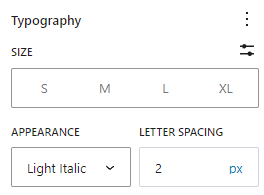 Typography
SIZE
S M L XL
APPEARANCE LETTER SPACING
Light Italic 2 px